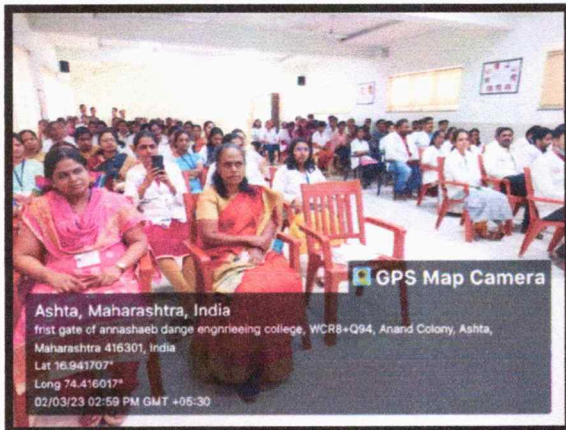 GPS Map Camera
Ashta, Maharashtra, India
frist gate of annashaeb dange engnrieeing college, WCR8+Q94, Anand Colony, Ashta,
Maharashtra 416301, India
Lat 16.941707°
Long 74.416017°
02/03/23 02:59 PM GMT +05:30